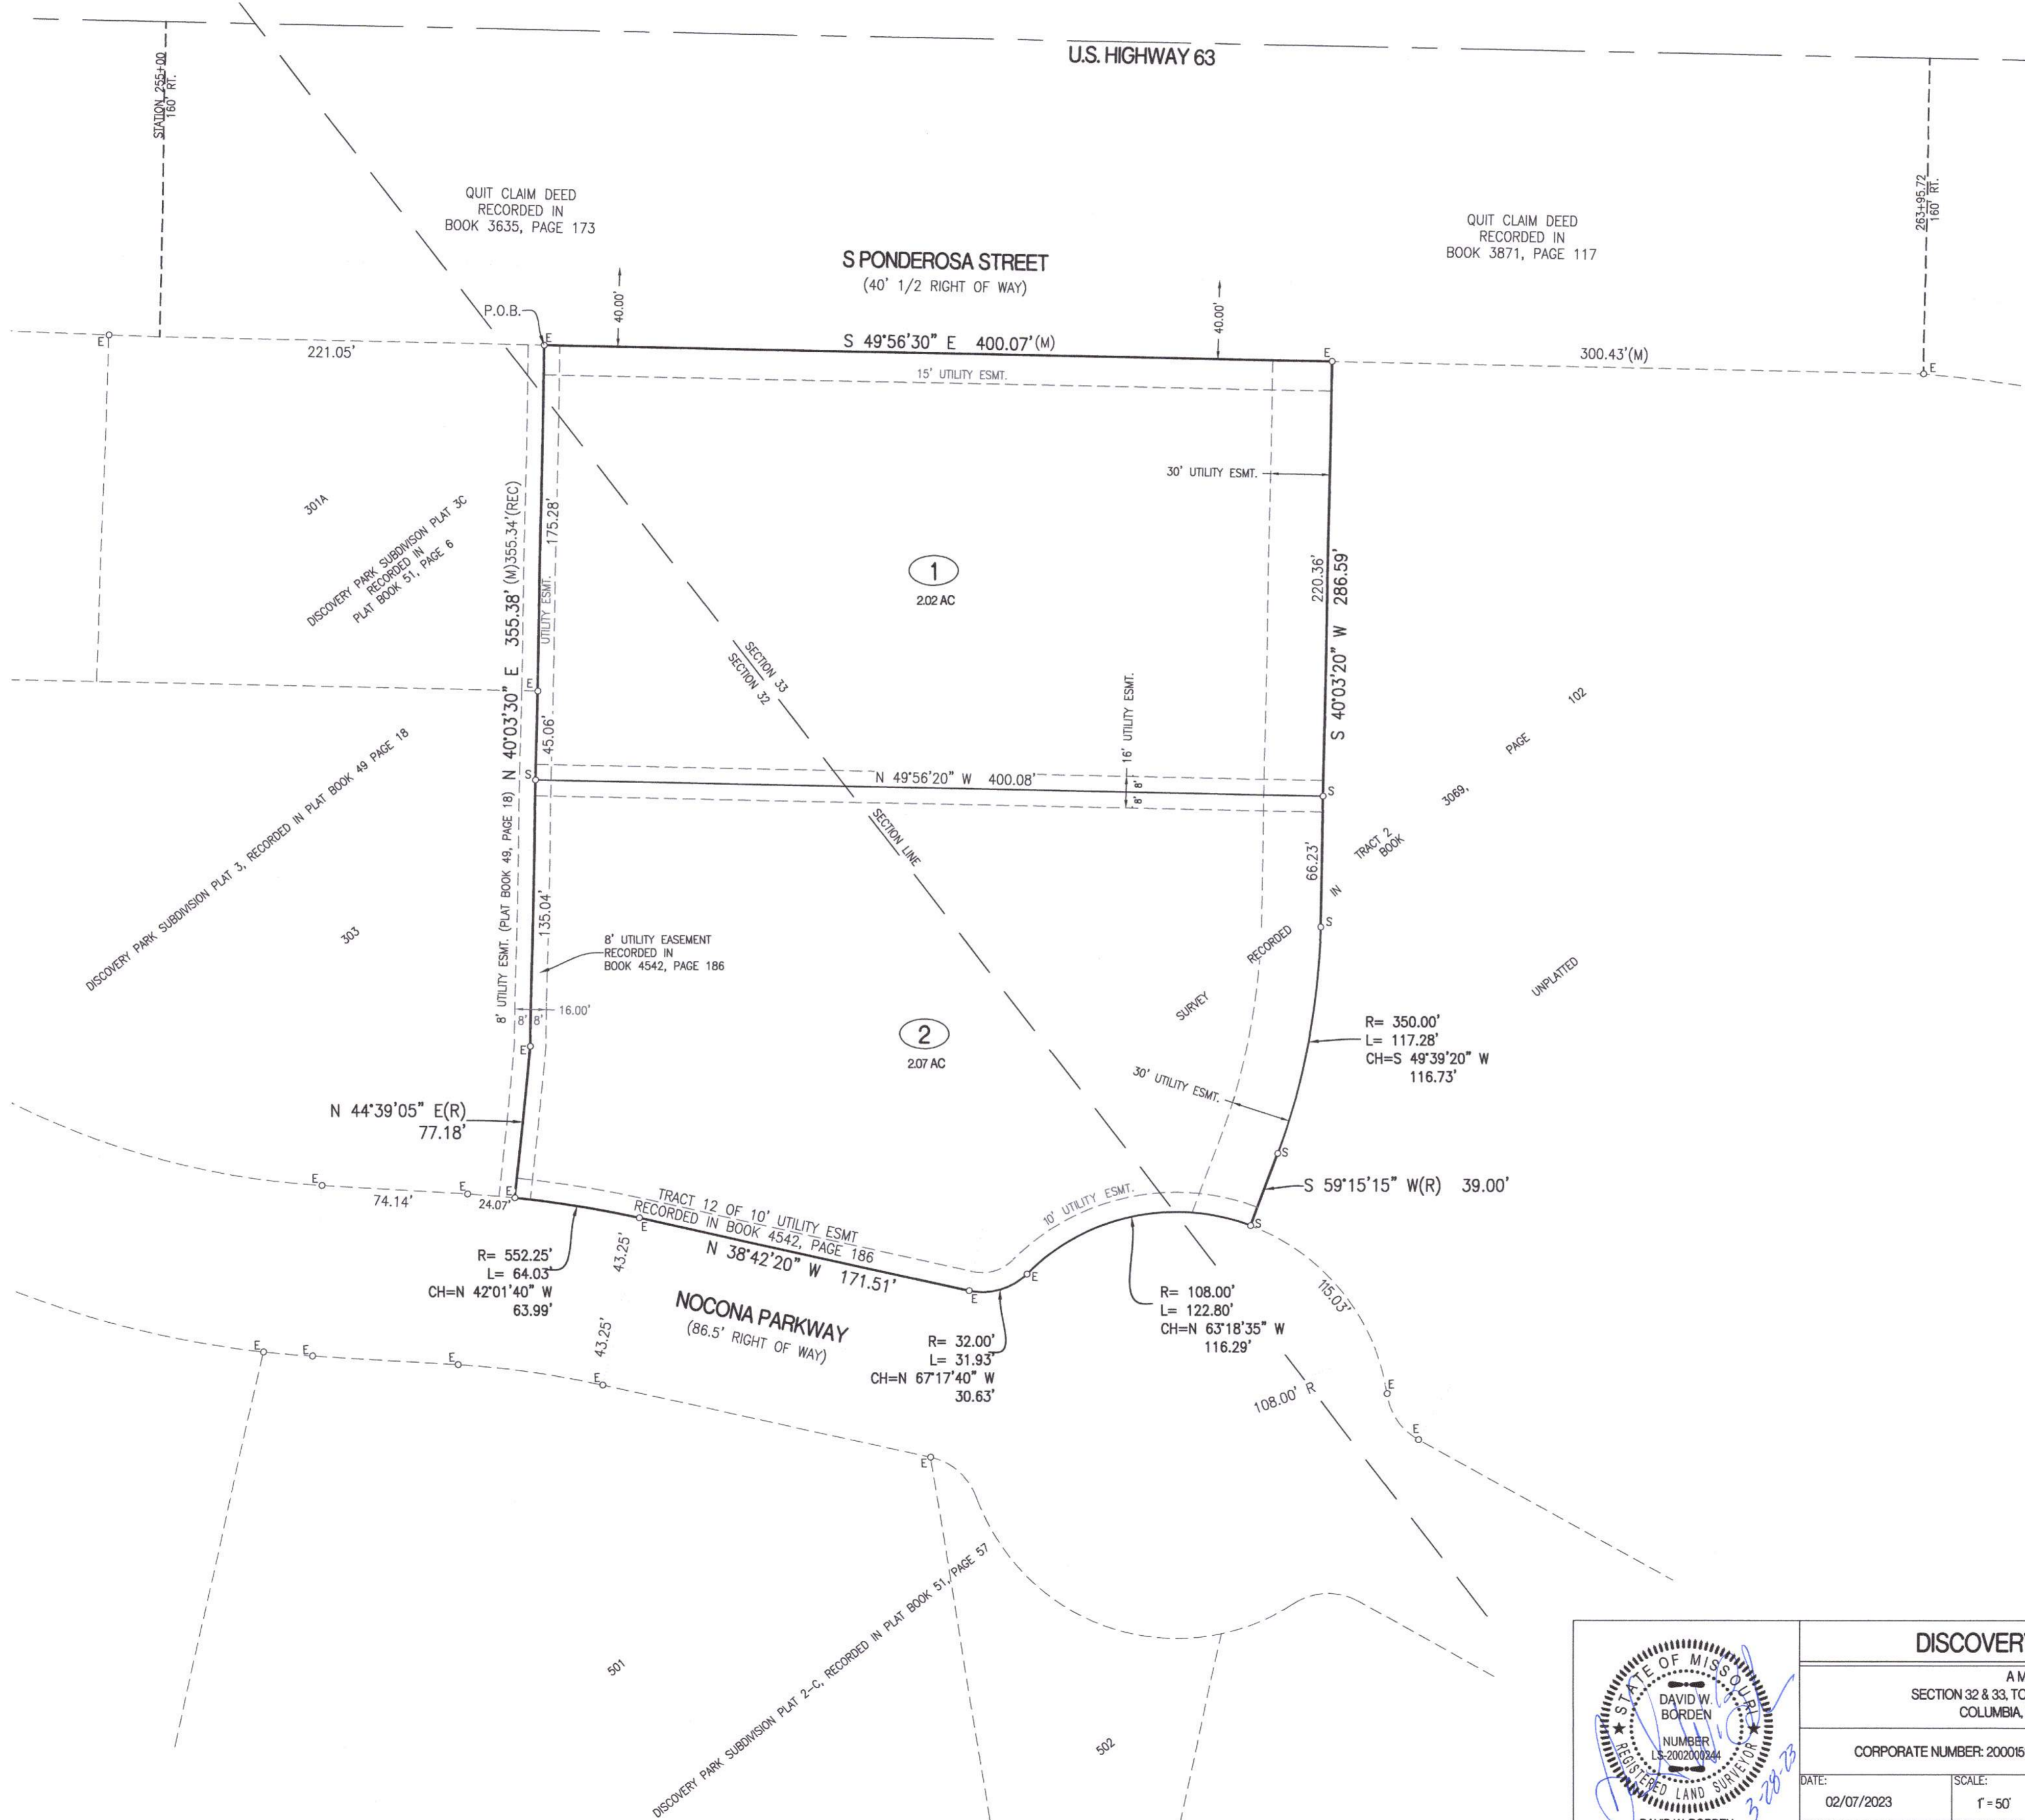 U.S. HIGHWAY 63
STATION 255+00
160' RT.
263+95.72
160' RT.
QUIT CLAIM DEED
RECORDED IN
BOOK 3635, PAGE 173
QUIT CLAIM DEED
RECORDED IN
BOOK 3871, PAGE 117
S PONDEROSA STREET
(40' 1/2 RIGHT OF WAY)
P.O.B.
40.00'
40.00'
E
221.05'
E
S 49°56'30" E 400.07'(M)
E
300.43'(M)
E
15' UTILITY ESMT.
30' UTILITY ESMT.
301A
DISCOVERY PARK SUBDIVISON PLAT 3C
RECORDED IN
PLAT BOOK 51, PAGE 6
N 40°03'30" E 355.38' (M)355.34'(REC)
175.28'
UTILITY ESMT.
1
2.02 AC
220.36'
S 40°03'20" W 286.59'
SECTION 33
SECTION 32
E
45.06'
16' UTILITY ESMT.
S
N 49°56'20" W 400.08'
8' 8'
S
SECTION LINE
102
PAGE
3069,
TRACT 2
BOOK
IN
RECORDED
SURVEY
UNPLATTED
66.23'
S
DISCOVERY PARK SUBDIVISION PLAT 3, RECORDED IN PLAT BOOK 49 PAGE 18
303
8' UTILITY ESMT. (PLAT BOOK 49, PAGE 18)
135.04'
8' UTILITY EASEMENT
RECORDED IN
BOOK 4542, PAGE 186
8' 8'
16.00'
E
2
2.07 AC
R= 350.00'
L= 117.28'
CH=S 49°39'20" W
116.73'
30' UTILITY ESMT.
N 44°39'05" E(R)
77.18'
S
S 59°15'15" W(R) 39.00'
S
E
74.14'
E
24.07'
E
TRACT 12 OF 10' UTILITY ESMT
RECORDED IN BOOK 4542, PAGE 186
10' UTILITY ESMT.
E
N 38°42'20" W 171.51'
E
E
R= 552.25'
L= 64.03'
CH=N 42°01'40" W
63.99'
43.25'
43.25'
NOCONA PARKWAY
(86.5' RIGHT OF WAY)
R= 32.00'
L= 31.93'
CH=N 67°17'40" W
30.63'
R= 108.00'
L= 122.80'
CH=N 63°18'35" W
116.29'
115.03'
108.00' R
E
E
E
E
E
E
E
501
DISCOVERY PARK SUBDIVISION PLAT 2-C, RECORDED IN PLAT BOOK 51, PAGE 57
502
STATE OF MISSOURI
DAVID W.
BORDEN
NUMBER
LS-2002000244
REGISTERED LAND SURVEYOR
3-28-23
DISCOVERY
A M
SECTION 32 & 33, TO
COLUMBIA,
CORPORATE NUMBER: 200015
DATE:
02/07/2023
SCALE:
1" = 50'